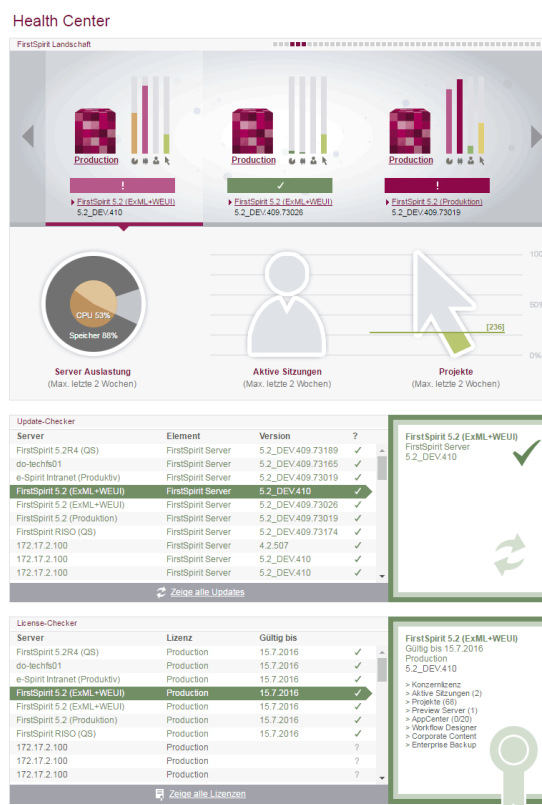 Health Center
FirstSpirit Landschaft
Production Production Production
! ✓ !
FirstSpirit 5.2 (ExML+WEUI) FirstSpirit 5.2 (ExML+WEUI) FirstSpirit 5.2 (Produktion)
5.2_DEV.410 5.2_DEV.409.73026 5.2_DEV.409.73019
100
50%
0%
CPU 53%
Speicher 88%
[236]
Server Auslastung Aktive Sitzungen Projekte
(Max. letzte 2 Wochen) (Max. letzte 2 Wochen) (Max. letzte 2 Wochen)
Update-Checker
Server Element Version ?
FirstSpirit 5.2R4 (QS) FirstSpirit Server 5.2_DEV.409.73189 ✓
do-techfs01 FirstSpirit Server 5.2_DEV.409.73165 ✓
e-Spirit Intranet (Produktiv) FirstSpirit Server 5.2_DEV.409.73019 ✓
FirstSpirit 5.2 (ExML+WEUI) FirstSpirit Server 5.2_DEV.410 ✓
FirstSpirit 5.2 (ExML+WEUI) FirstSpirit Server 5.2_DEV.409.73026 ✓
FirstSpirit 5.2 (Produktion) FirstSpirit Server 5.2_DEV.409.73019 ✓
FirstSpirit RISO (QS) FirstSpirit Server 5.2_DEV.409.73174 ✓
172.17.2.100 FirstSpirit Server 4.2.507 ✓
172.17.2.100 FirstSpirit Server 5.2_DEV.410 ✓
172.17.2.100 FirstSpirit Server 5.2_DEV.410 ✓
Zeige alle Updates
FirstSpirit 5.2 (ExML+WEUI)
FirstSpirit Server
5.2_DEV.410
License-Checker
Server Lizenz Gültig bis
FirstSpirit 5.2R4 (QS) Production 15.7.2016 ✓
do-techfs01 Production 15.7.2016 ✓
e-Spirit Intranet (Produktiv) Production 15.7.2016 ✓
FirstSpirit 5.2 (ExML+WEUI) Production 15.7.2016 ✓
FirstSpirit 5.2 (ExML+WEUI) Production 15.7.2016 ✓
FirstSpirit 5.2 (Produktion) Production 15.7.2016 ✓
FirstSpirit RISO (QS) Production 15.7.2016 ✓
172.17.2.100 Production ?
172.17.2.100 Production ?
172.17.2.100 Production ?
Zeige alle Lizenzen
FirstSpirit 5.2 (ExML+WEUI)
Gültig bis 15.7.2016
Production
5.2_DEV.410
> Konzernlizenz
> Aktive Sitzungen (2)
> Projekte (68)
> Preview Server (1)
> AppCenter (0/20)
> Workflow Designer
> Corporate Content
> Enterprise Backup